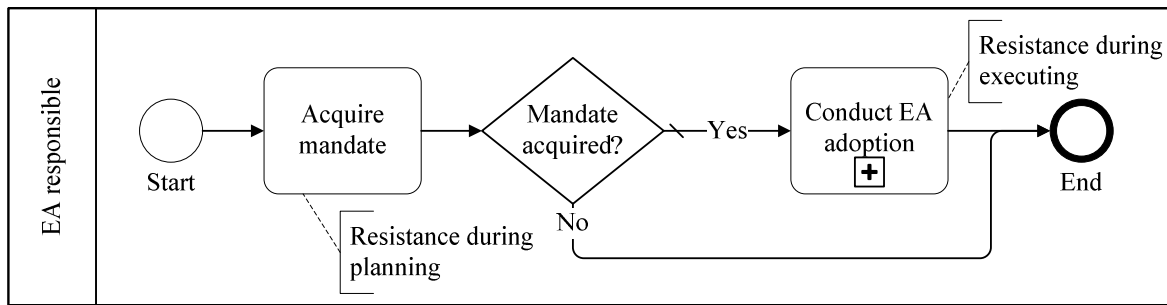 EA responsible
Start
Acquire
mandate
Resistance during
planning
Mandate
acquired?
Yes
No
Conduct EA
adoption
Resistance during
executing
End